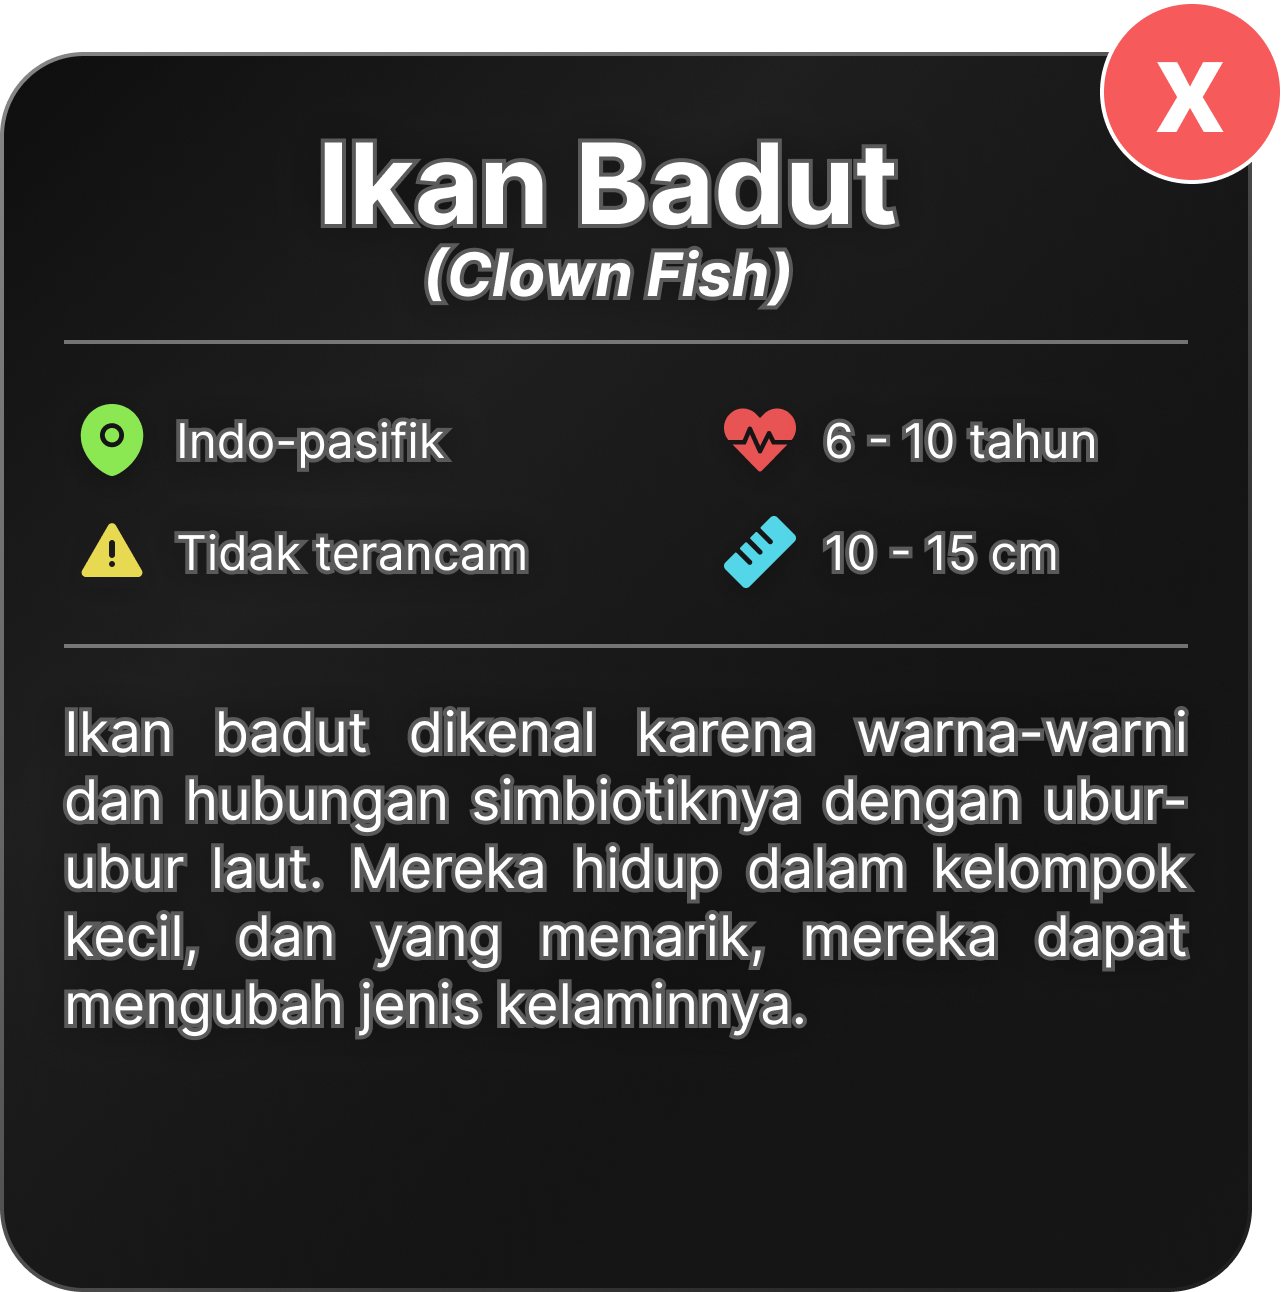 X
Ikan Badut
(Clown Fish)
Indo-pasifik
6 - 10 tahun
Tidak terancam
10 - 15 cm
Ikan badut dikenal karena warna-warni
dan hubungan simbiotiknya dengan ubur-
ubur laut. Mereka hidup dalam kelompok
kecil, dan yang menarik, mereka dapat
mengubah jenis kelaminnya.